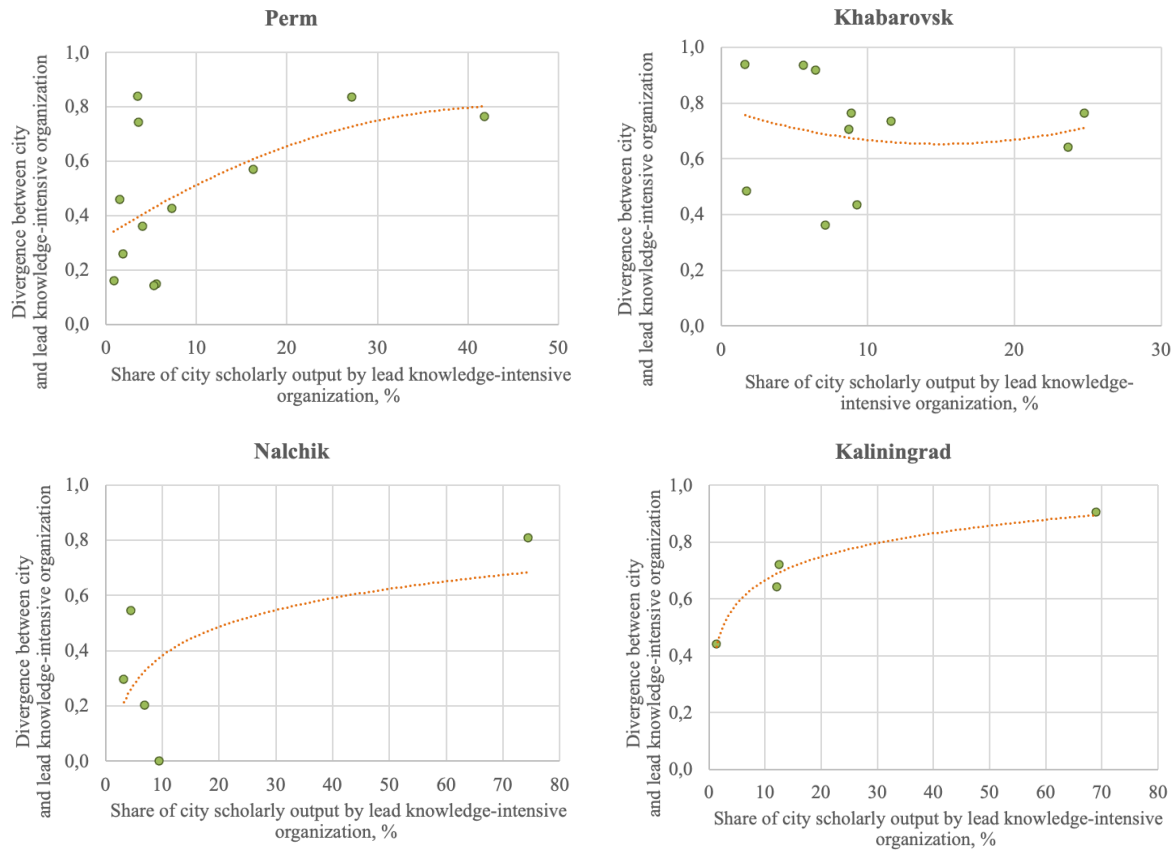 Perm
Divergence between city
and lead knowledge-intensive organization
1,0
0,8
0,6
0,4
0,2
0,0
0 10 20 30 40 50
Share of city scholarly output by lead knowledge-intensive
organization, %
Khabarovsk
Divergence between city
and lead knowledge-intensive organization
1,0
0,8
0,6
0,4
0,2
0,0
0 10 20 30
Share of city scholarly output by lead knowledge-
intensive organization, %
Nalchik
Divergence between city
and lead knowledge-intensive organization
1,0
0,8
0,6
0,4
0,2
0,0
0 10 20 30 40 50 60 70 80
Share of city scholarly output by lead knowledge-intensive
organization, %
Kaliningrad
Divergence between city
and lead knowledge-intensive organization
1,0
0,8
0,6
0,4
0,2
0,0
0 10 20 30 40 50 60 70 80
Share of city scholarly output by lead knowledge-intensive
organization, %